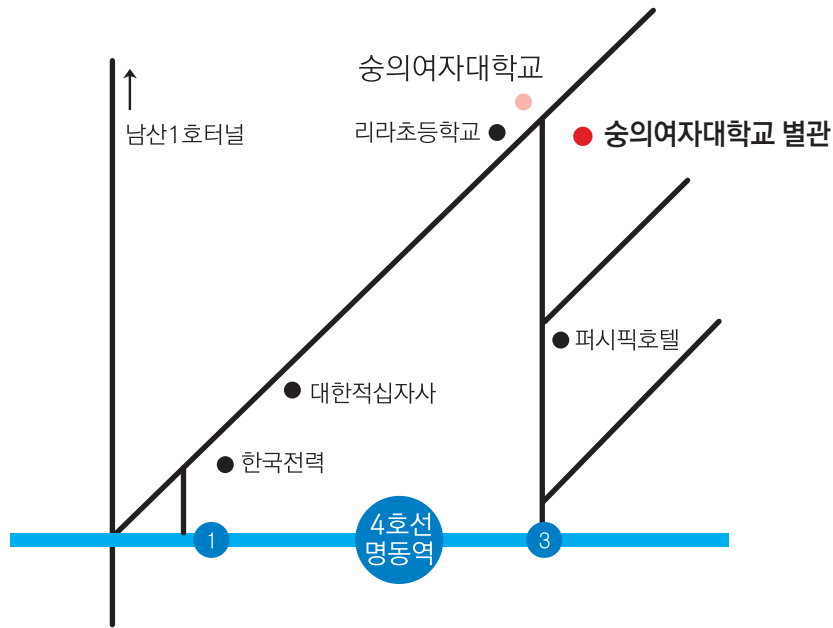 숭의여자대학교
리라초등학교
숭의여자대학교 별관
남산1호터널
퍼시픽호텔
대한적십자사
한국전력
4호선
명동역
1
3